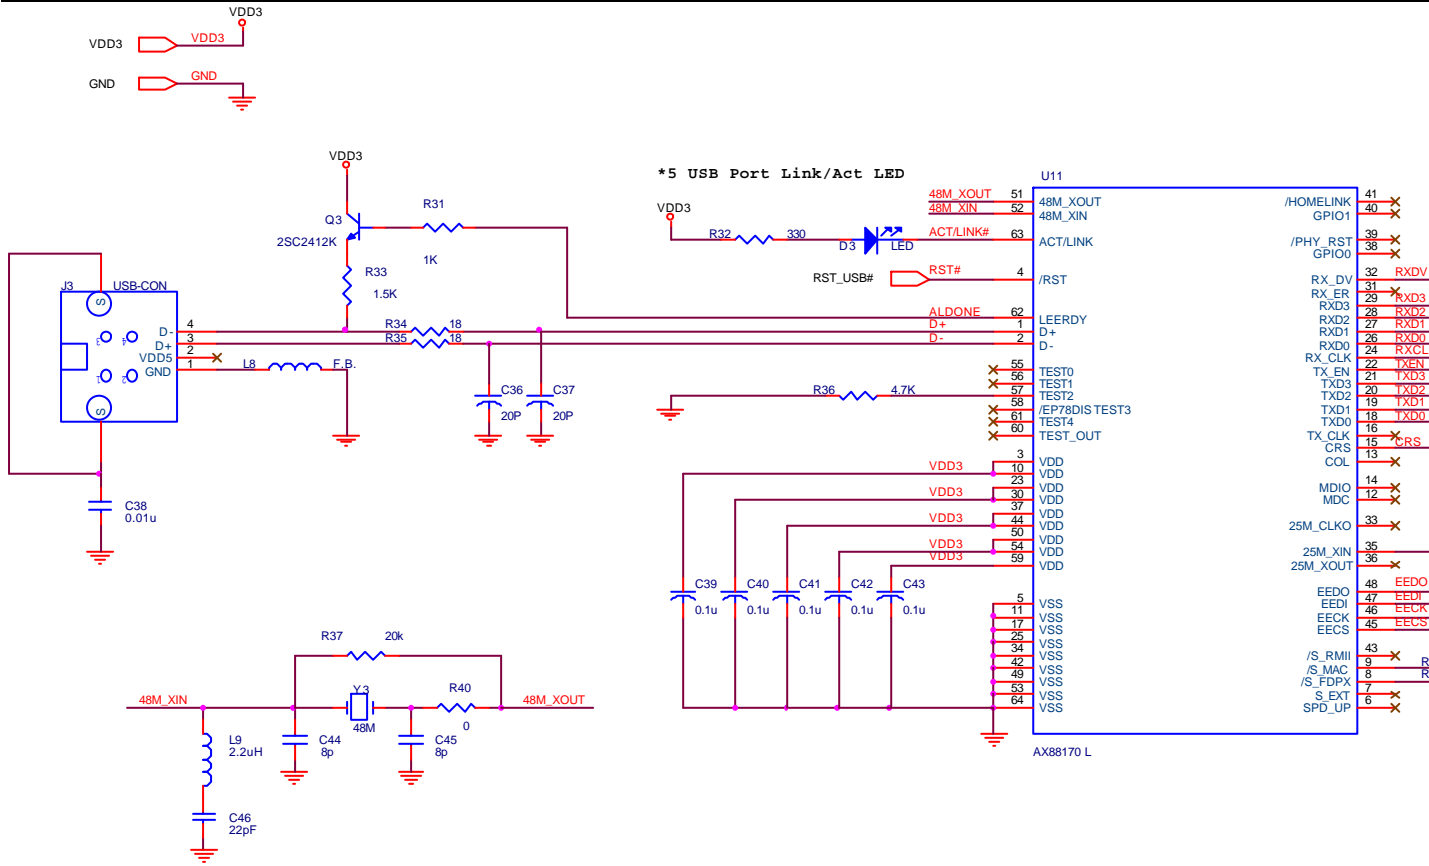 VDD3
VDD3 VDD3
GND GND
VDD3
Q3
2SC2412K
R31
1K
R33
1.5K
J3 USB-CON
S
3 4
1 2
S
D- 4
D+ 3
VDD5 2
GND 1
R34 18
R35 18
L8 F.B.
C36
20P
C37
20P
C38
0.01u
*5 USB Port Link/Act LED
VDD3
R32 330
D3 LED
ACT/LINK#
RST_USB# RST#
ALDONE
D+
D-
R36 4.7K
VDD3
VDD3
VDD3
VDD3
VDD3
C39
0.1u
C40
0.1u
C41
0.1u
C42
0.1u
C43
0.1u
R37 20k
48M_XIN
Y3
48M
R40
0
48M_XOUT
L9
2.2uH
C44
8p
C45
8p
C46
22pF
U11
48M_XOUT 51 48M_XOUT
48M_XIN 52 48M_XIN
63 ACT/LINK
4 /RST
62 LEERDY
1 D+
2 D-
55 TEST0
56 TEST1
57 TEST2
58 /EP78DIS TEST3
61 TEST4
60 TEST_OUT
3 VDD
10 VDD
23 VDD
30 VDD
37 VDD
44 VDD
50 VDD
54 VDD
59 VDD
5 VSS
11 VSS
17 VSS
25 VSS
34 VSS
42 VSS
49 VSS
53 VSS
64 VSS
/HOMELINK 41
GPIO1 40
/PHY_RST 39
GPIO0 38
RX_DV 32 RXDV
RX_ER 31
RXD3 29 RXD3
RXD2 28 RXD2
RXD1 27 RXD1
RXD0 26 RXD0
RX_CLK 24 RXCL
TX_EN 22 TXEN
TXD3 21 TXD3
TXD2 20 TXD2
TXD1 19 TXD1
TXD0 18 TXD0
TX_CLK 16
CRS 15 CRS
COL 13
MDIO 14
MDC 12
25M_CLKO 33
25M_XIN 35
25M_XOUT 36
EEDO 48 EEDO
EEDI 47 EEDI
EECK 46 EECK
EECS 45 EECS
/S_RMII 43
/S_MAC 9 R
/S_FDPX 8 R
S_EXT 7
SPD_UP 6
AX88170 L